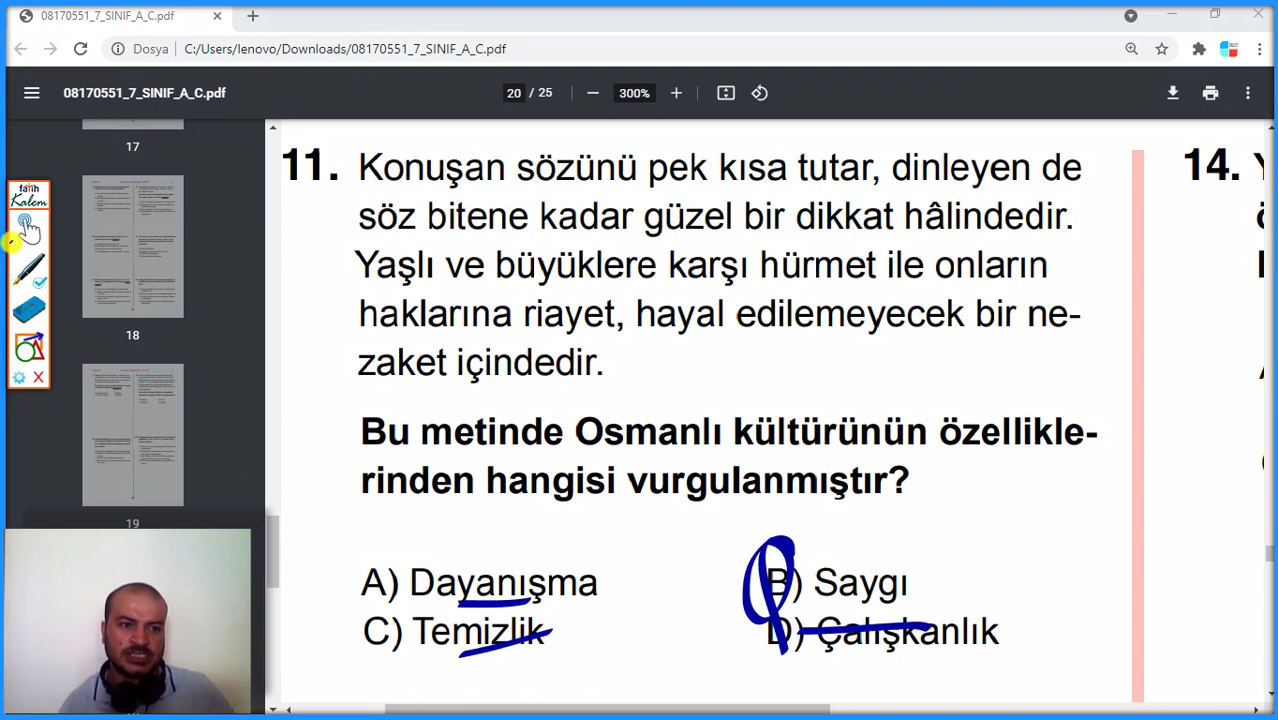 08170551_7_SINIF_A_C.pdf
Dosya
C:/Users/lenovo/Downloads/08170551_7_SINIF_A_C.pdf
08170551_7_SINIF_A_C.pdf
20 / 25
300%
17
18
19
fatih
Kalem
11. Konuşan sözünü pek kısa tutar, dinleyen de
söz bitene kadar güzel bir dikkat hâlindedir.
Yaşlı ve büyüklere karşı hürmet ile onların
haklarına riayet, hayal edilemeyecek bir ne-
zaket içindedir.
Bu metinde Osmanlı kültürünün özellikle-
rinden hangisi vurgulanmıştır?
A) Dayanışma
B) Saygı
C) Temizlik
D) Çalışkanlık
14.